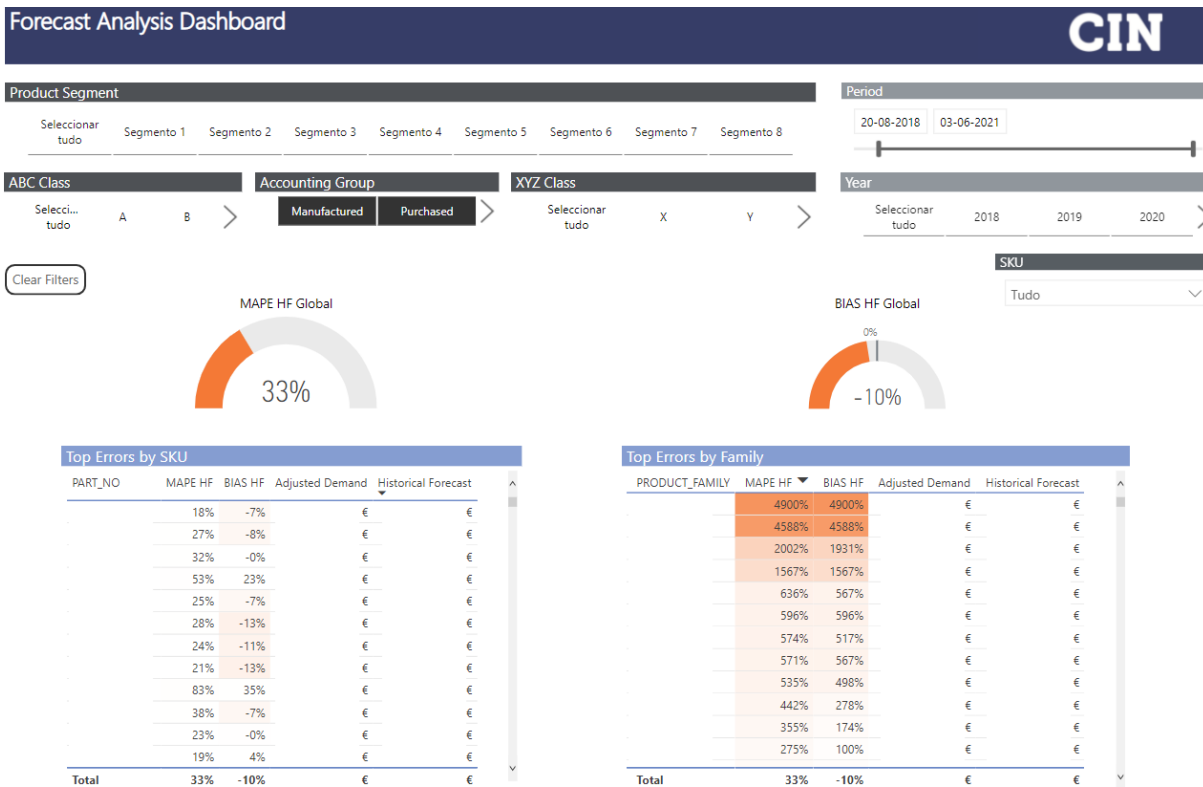 Forecast Analysis Dashboard
CIN
Product Segment
Seleccionar tudo Segmento 1 Segmento 2 Segmento 3 Segmento 4 Segmento 5 Segmento 6 Segmento 7 Segmento 8
Period
20-08-2018 03-06-2021
ABC Class
Selecci... tudo A B
Accounting Group
Manufactured Purchased
XYZ Class
Seleccionar tudo X Y
Year
Seleccionar tudo 2018 2019 2020
Clear Filters
SKU
Tudo
MAPE HF Global
33%
BIAS HF Global
0%
-10%
Top Errors by SKU
PART_NO MAPE HF BIAS HF Adjusted Demand Historical Forecast
18% -7% € €
27% -8% € €
32% -0% € €
53% 23% € €
25% -7% € €
28% -13% € €
24% -11% € €
21% -13% € €
83% 35% € €
38% -7% € €
23% -0% € €
19% 4% € €
Total 33% -10% € €
Top Errors by Family
PRODUCT_FAMILY MAPE HF BIAS HF Adjusted Demand Historical Forecast
4900% 4900% € €
4588% 4588% € €
2002% 1931% € €
1567% 1567% € €
636% 567% € €
596% 596% € €
574% 517% € €
571% 567% € €
535% 498% € €
442% 278% € €
355% 174% € €
275% 100% € €
Total 33% -10% € €